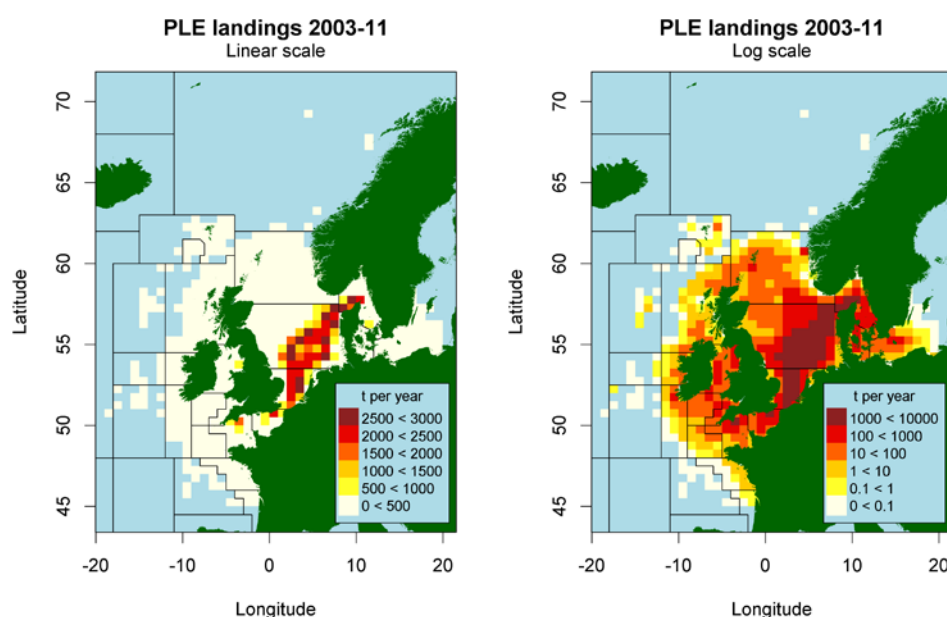 PLE landings 2003-11
Linear scale
70
65
60
55
50
45
Latitude
-20 -10 0 10 20
Longitude
t per year
2500 < 3000
2000 < 2500
1500 < 2000
1000 < 1500
500 < 1000
0 < 500
PLE landings 2003-11
Log scale
70
65
60
55
50
45
Latitude
-20 -10 0 10 20
Longitude
t per year
1000 < 10000
100 < 1000
10 < 100
1 < 10
0.1 < 1
0 < 0.1